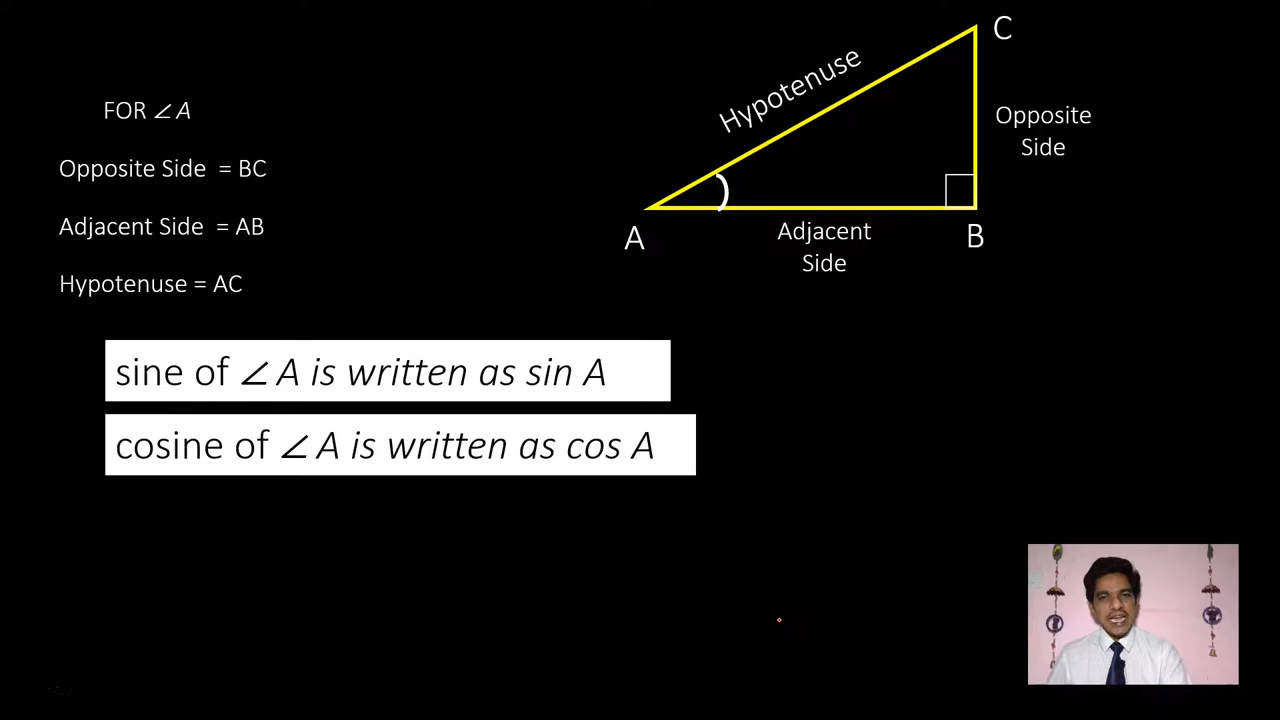 FOR ∠A
Opposite Side = BC
Adjacent Side = AB
Hypotenuse = AC
Hypotenuse
C
Opposite
Side
A
B
Adjacent
Side
sine of ∠A is written as sin A
cosine of ∠A is written as cos A